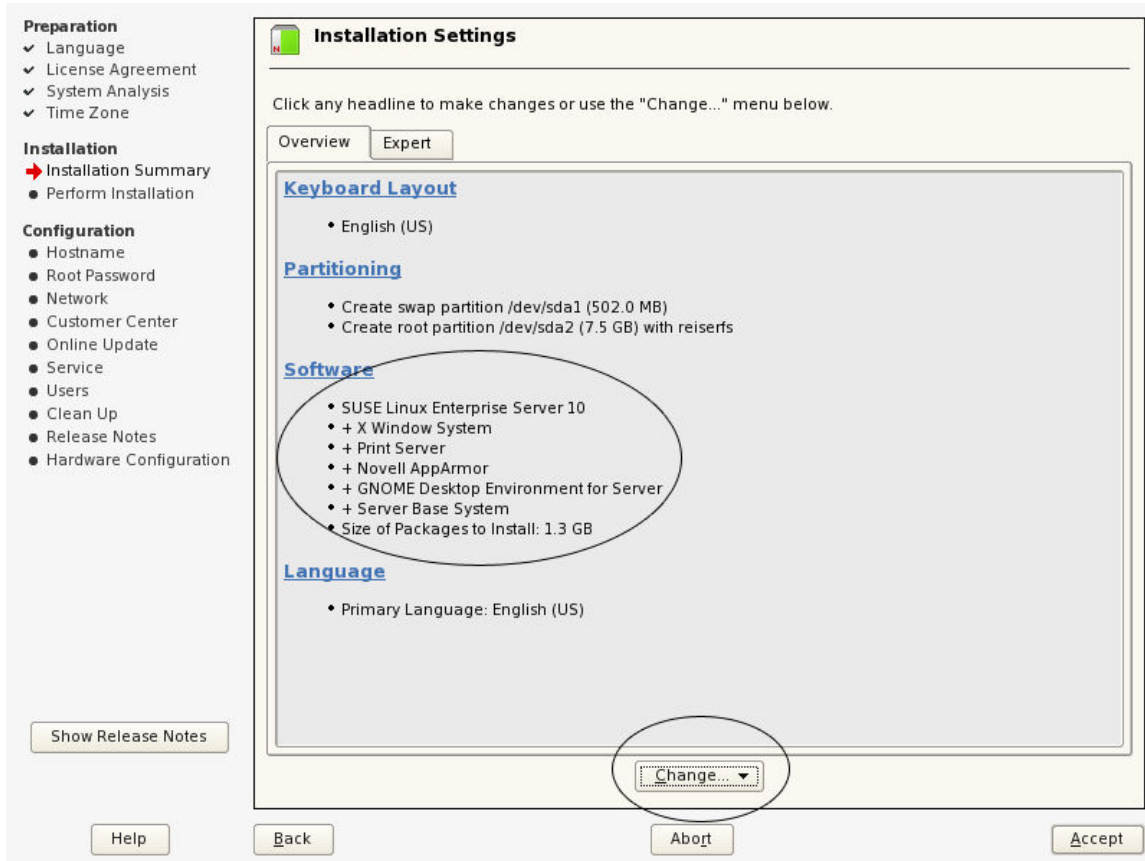 Preparation
Language
License Agreement
System Analysis
Time Zone
Installation
Installation Summary
Perform Installation
Configuration
Hostname
Root Password
Network
Customer Center
Online Update
Service
Users
Clean Up
Release Notes
Hardware Configuration
Show Release Notes
Help
N
Installation Settings
Click any headline to make changes or use the "Change..." menu below.
Overview
Expert
Keyboard Layout
• English (US)
Partitioning
• Create swap partition /dev/sda1 (502.0 MB)
• Create root partition /dev/sda2 (7.5 GB) with reiserfs
Software
• SUSE Linux Enterprise Server 10
• + X Window System
• + Print Server
• + Novell AppArmor
• + GNOME Desktop Environment for Server
• + Server Base System
• Size of Packages to Install: 1.3 GB
Language
• Primary Language: English (US)
Change...
Back
Abort
Accept